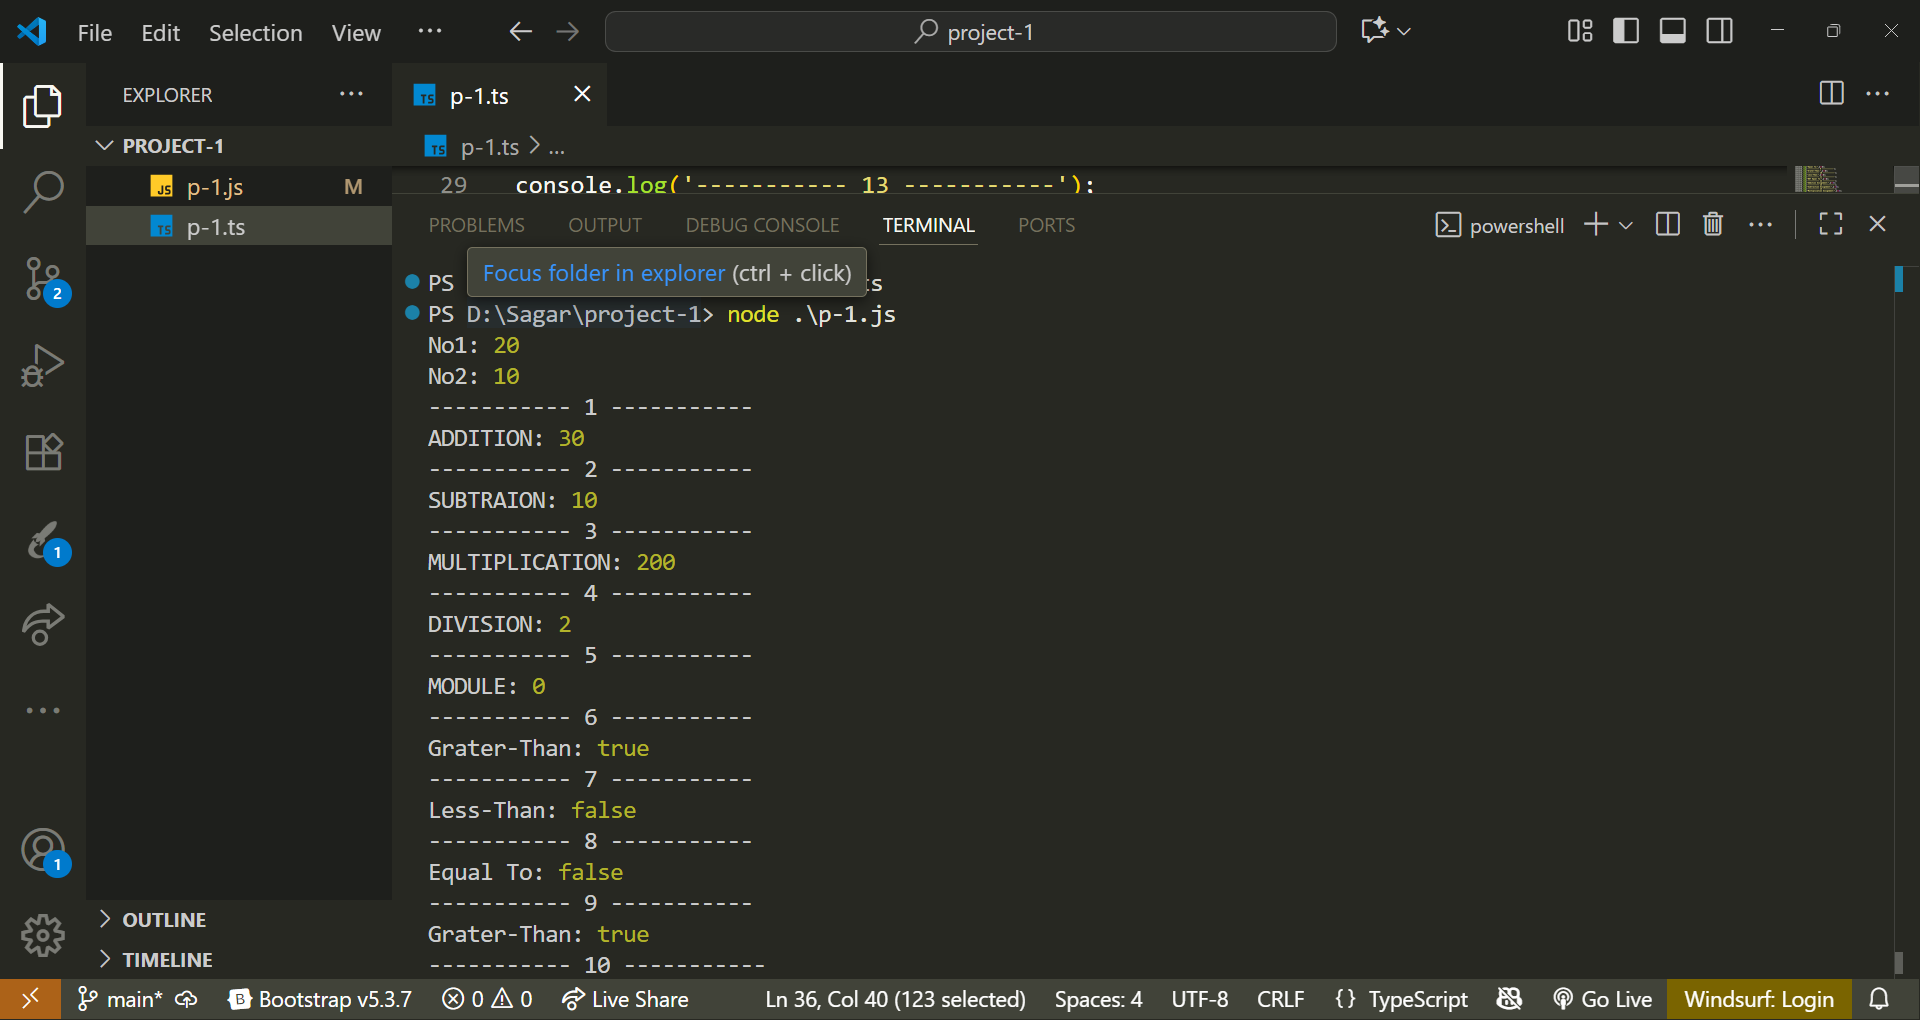 File Edit Selection View ···
project-1
EXPLORER ···
PROJECT-1
JS p-1.js M
TS p-1.ts
OUTLINE
TIMELINE
2
1
1
TS p-1.ts
TS p-1.ts > ...
29 console.log('----------- 13 -----------');
PROBLEMS OUTPUT DEBUG CONSOLE TERMINAL PORTS
powershell
Focus folder in explorer (ctrl + click)
PS ts
PS D:\Sagar\project-1> node .\p-1.js
No1: 20
No2: 10
----------- 1 -----------
ADDITION: 30
----------- 2 -----------
SUBTRAION: 10
----------- 3 -----------
MULTIPLICATION: 200
----------- 4 -----------
DIVISION: 2
----------- 5 -----------
MODULE: 0
----------- 6 -----------
Grater-Than: true
----------- 7 -----------
Less-Than: false
----------- 8 -----------
Equal To: false
----------- 9 -----------
Grater-Than: true
----------- 10 -----------
main* B Bootstrap v5.3.7 0 0 Live Share Ln 36, Col 40 (123 selected) Spaces: 4 UTF-8 CRLF {} TypeScript Go Live Windsurf: Login